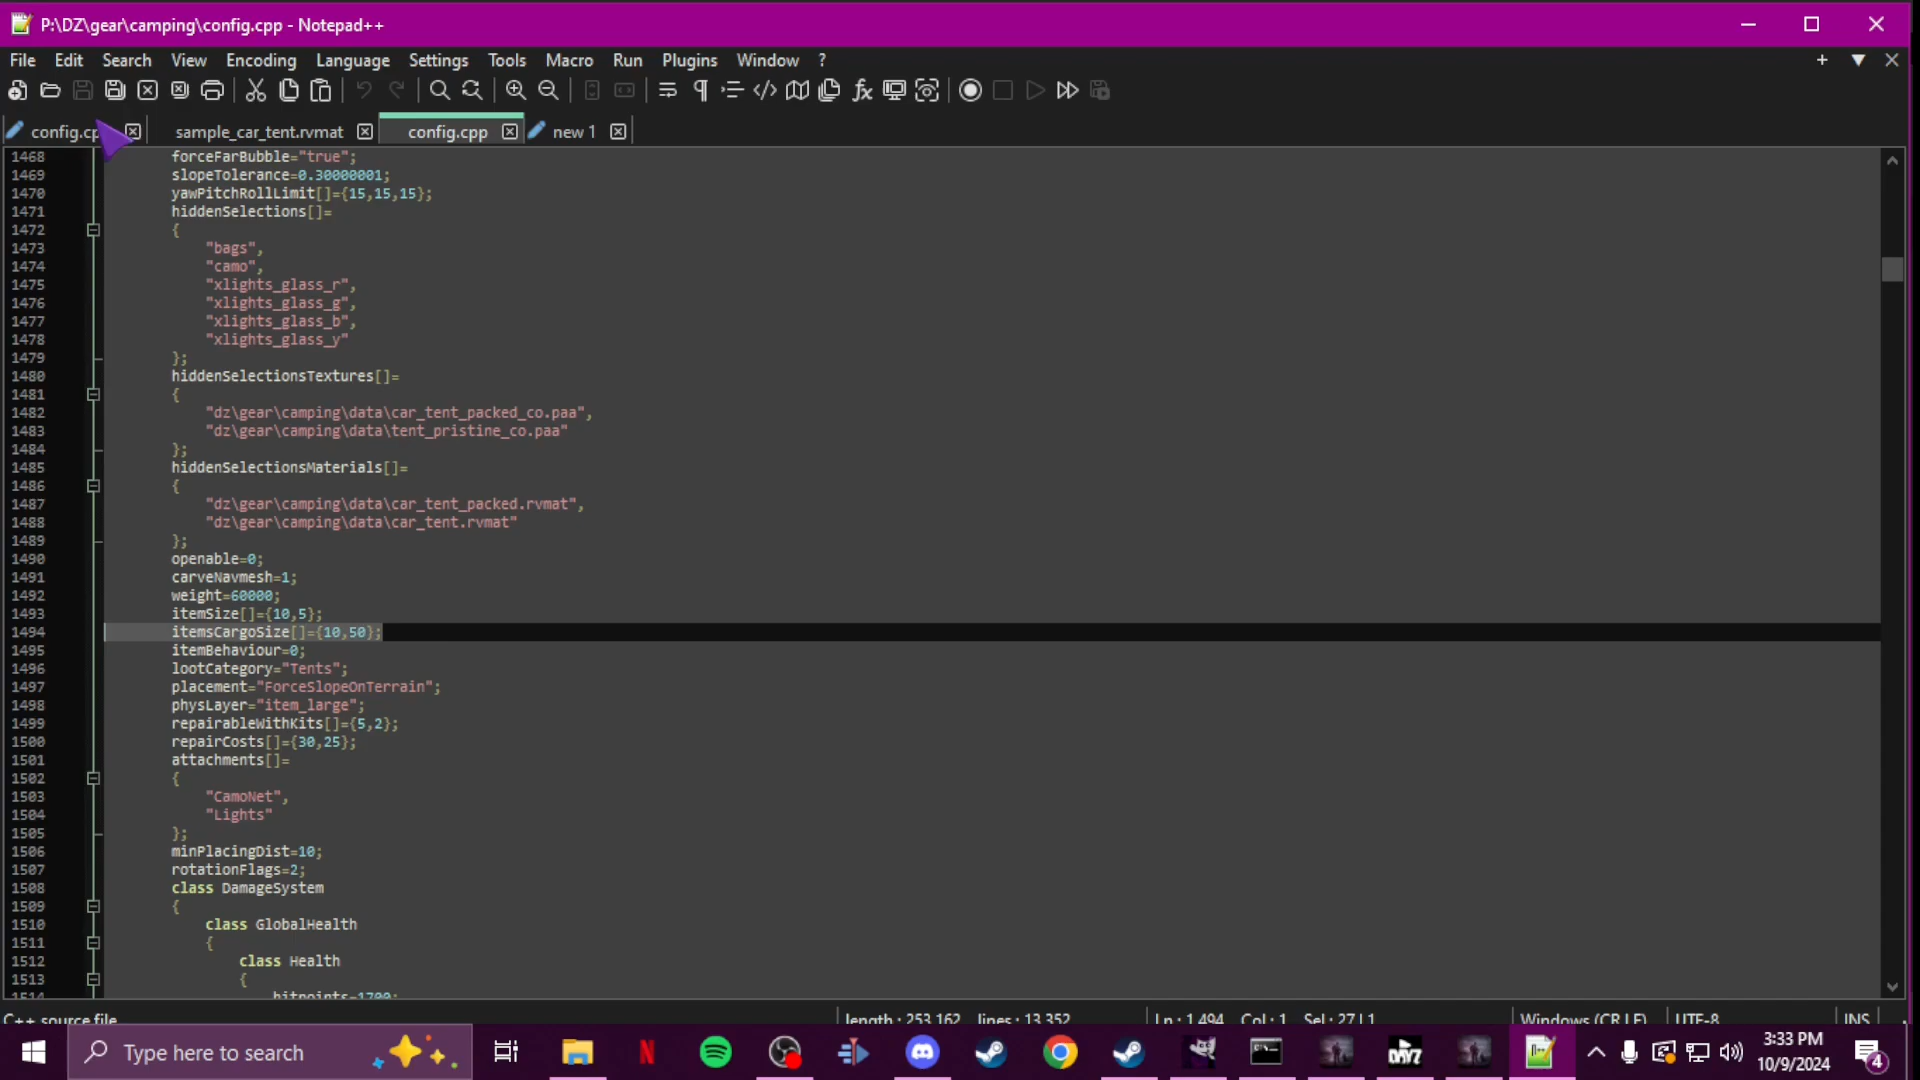 P:\DZ\gear\camping\config.cpp - Notepad++
File Edit Search View Encoding Language Settings Tools Macro Run Plugins Window ?
config.cp sample_car_tent.rvmat config.cpp new 1
1468 forceFarBubble="true";
1469 slopeTolerance=0.30000001;
1470 yawPitchRollLimit[]={15,15,15};
1471 hiddenSelections[]=
1472 {
1473 "bags",
1474 "camo",
1475 "xlights_glass_r",
1476 "xlights_glass_g",
1477 "xlights_glass_b",
1478 "xlights_glass_y"
1479 };
1480 hiddenSelectionsTextures[]=
1481 {
1482 "dz\gear\camping\data\car_tent_packed_co.paa",
1483 "dz\gear\camping\data\tent_pristine_co.paa"
1484 };
1485 hiddenSelectionsMaterials[]=
1486 {
1487 "dz\gear\camping\data\car_tent_packed.rvmat",
1488 "dz\gear\camping\data\car_tent.rvmat"
1489 };
1490 openable=0;
1491 carveNavmesh=1;
1492 weight=60000;
1493 itemSize[]={10,5};
1494 itemsCargoSize[]={10,50};
1495 itemBehaviour=0;
1496 lootCategory="Tents";
1497 placement="ForceSlopeOnTerrain";
1498 physLayer="item_large";
1499 repairableWithKits[]={5,2};
1500 repairCosts[]={30,25};
1501 attachments[]=
1502 {
1503 "CamoNet",
1504 "Lights"
1505 };
1506 minPlacingDist=10;
1507 rotationFlags=2;
1508 class DamageSystem
1509 {
1510 class GlobalHealth
1511 {
1512 class Health
1513 {
1514 hitpoints=1700;
C++ source file length : 253,162 lines : 13,352 Ln : 1,494 Col : 1 Sel : 27 | 1 Windows (CR LF) UTF-8 INS
Type here to search
DAYZ
3:33 PM
10/9/2024
4